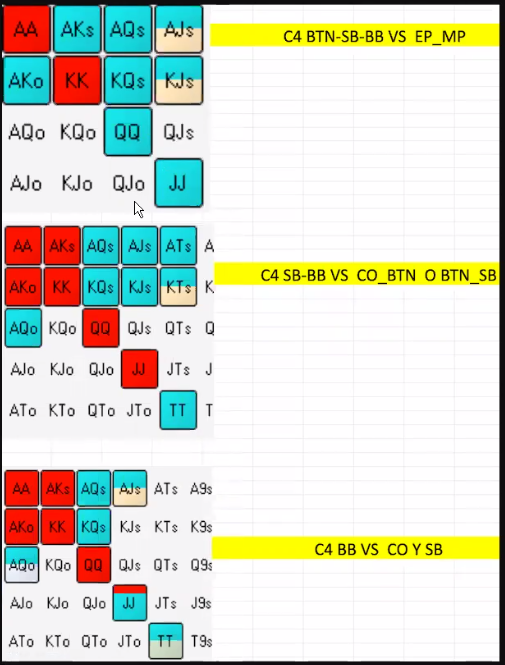 AA AKs AQs AJs
C4 BTN-SB-BB VS EP_MP
AKo KK KQs KJs
AQo KQo QQ QJs
AJo KJo QJo JJ
AA AKs AQs AJs ATs A
C4 SB-BB VS CO_BTN O BTN_SB
AKo KK KQs KJs KTs K
AQo KQo QQ QJs QTs Q
AJo KJo QJo JJ JTs J
ATo KTo QTo JTo TT T
AA AKs AQs AJs ATs A9s
AKo KK KQs KJs KTs K9s
C4 BB VS CO Y SB
AQo KQo QQ QJs QTs Q9s
AJo KJo QJo JJ JTs J9s
ATo KTo QTo JTo TT T9s